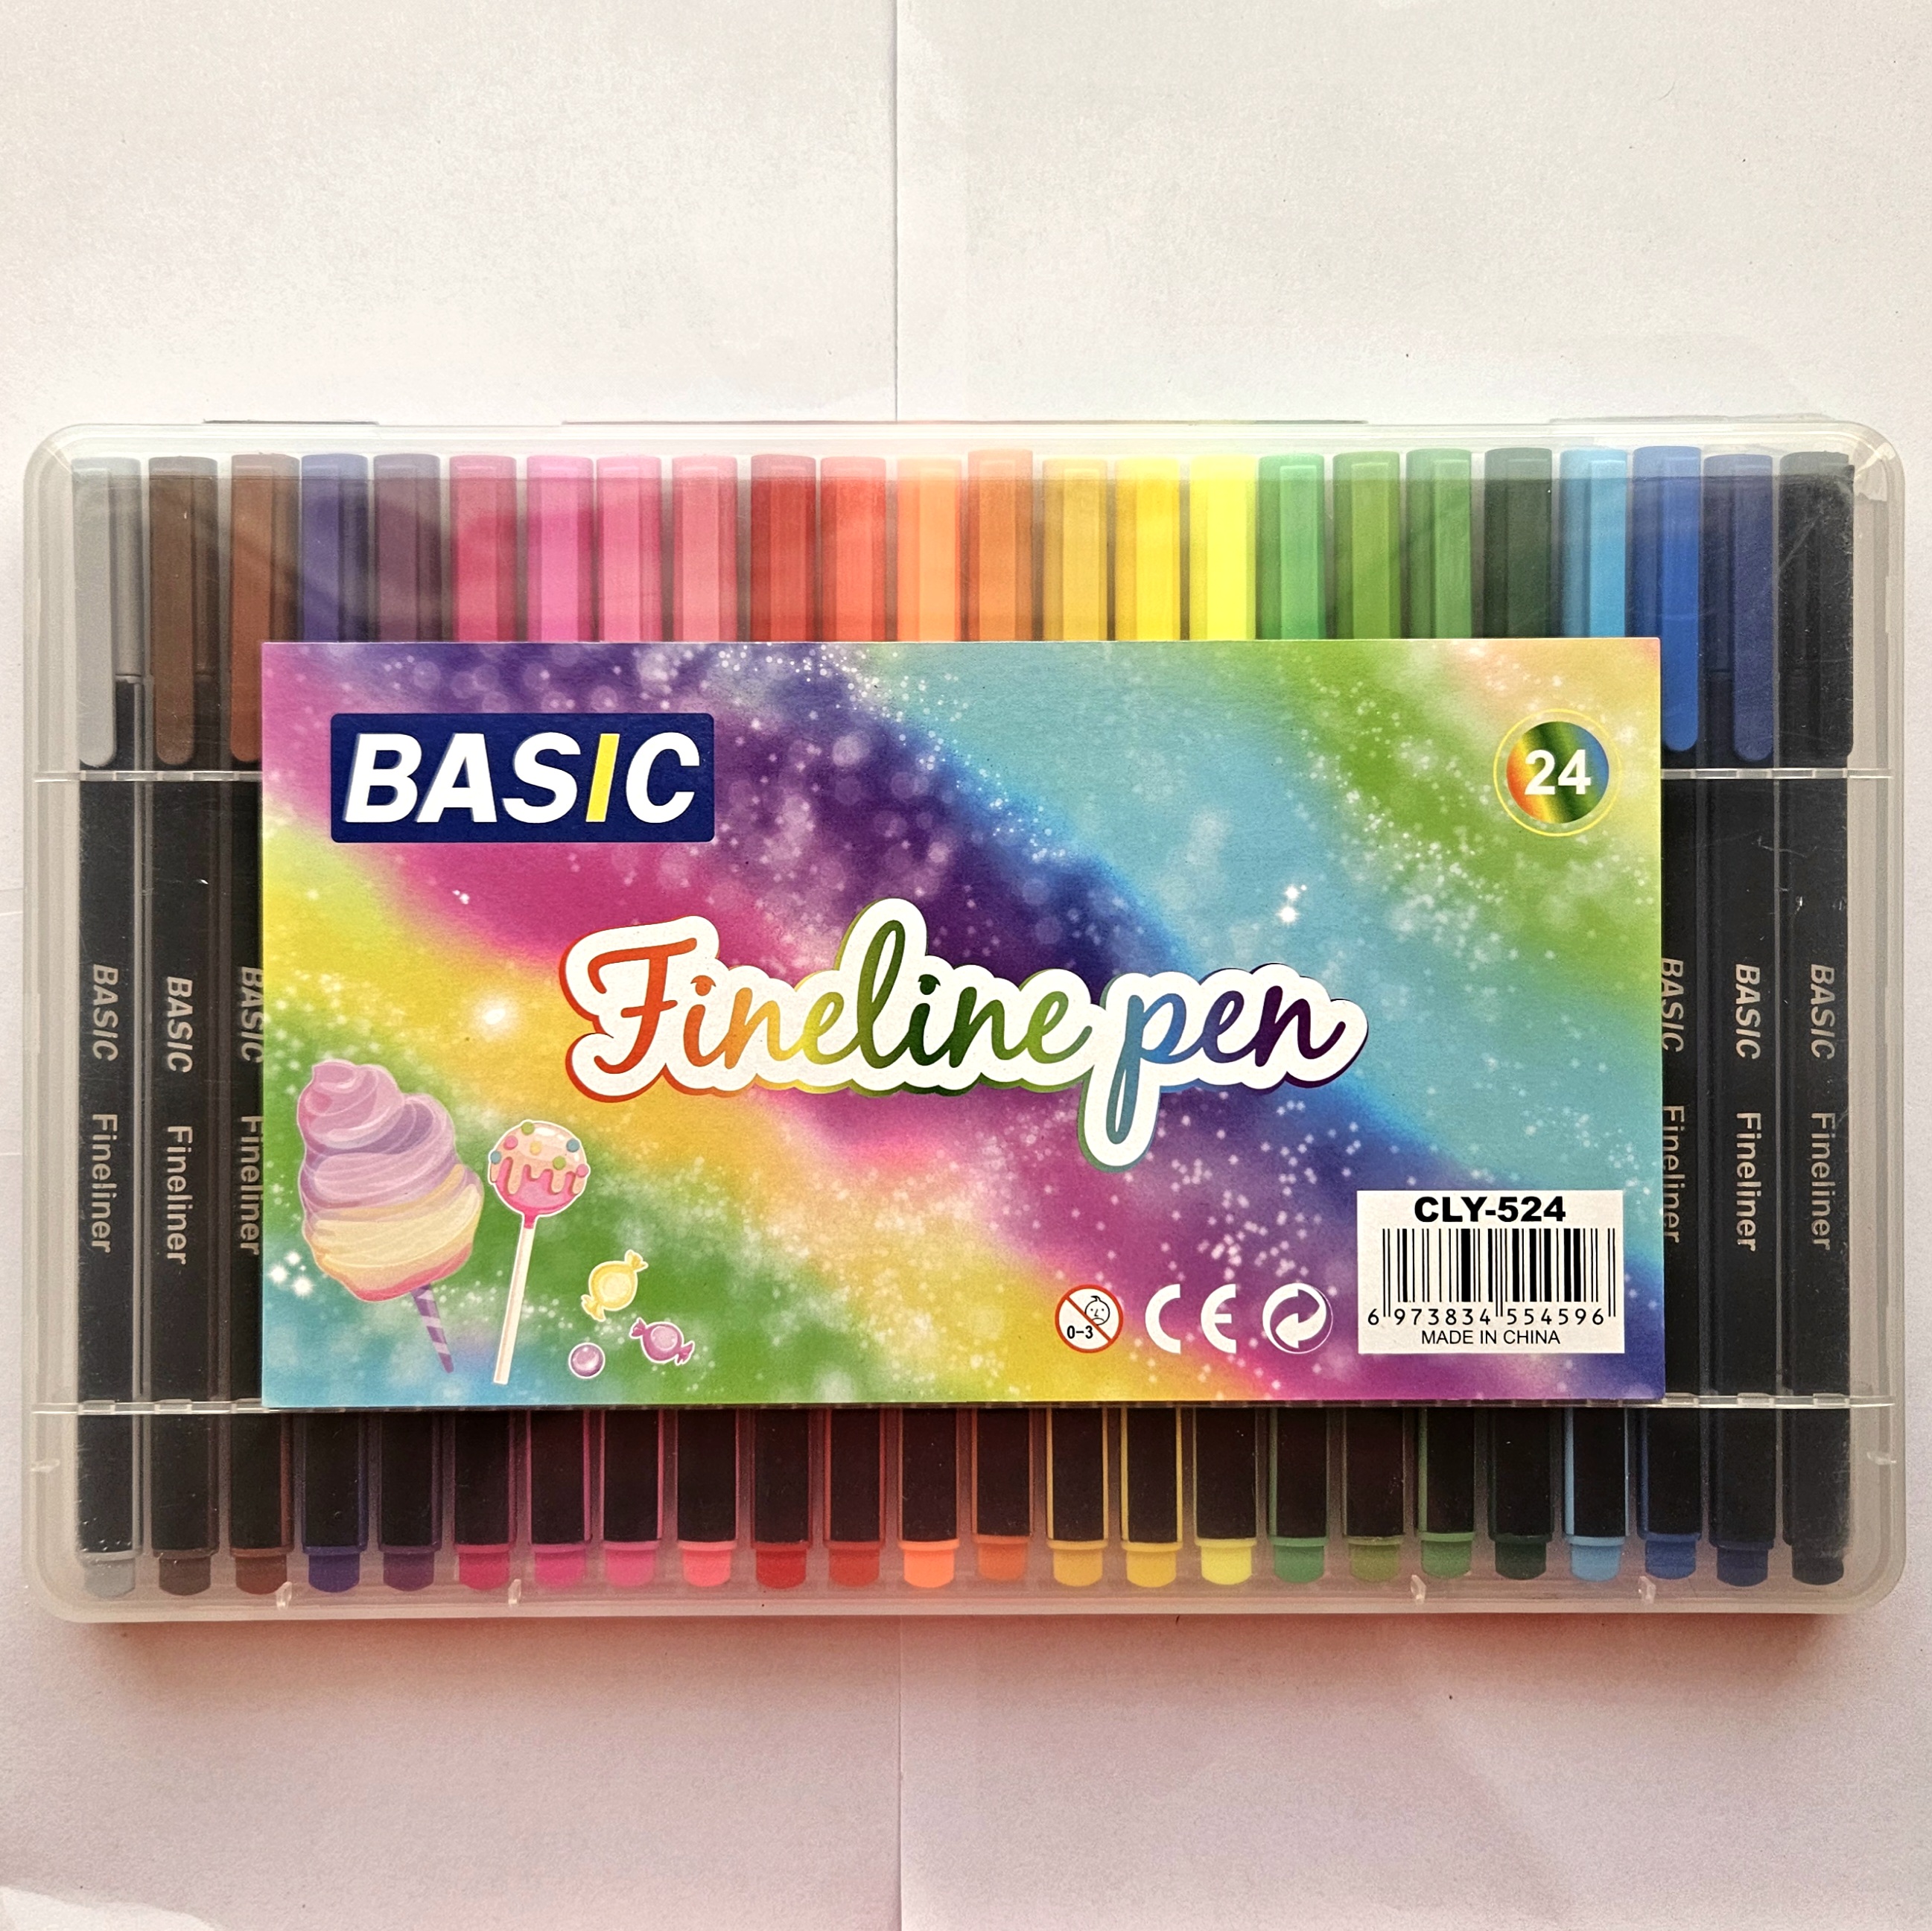 BASIC
24
Fineline pen
CLY-524
6 973834 554596
MADE IN CHINA
0-3
CE
BASIC Fineliner
BASIC Fineliner
BASIC Fineliner
BASIC Fineliner
BASIC Fineliner
BASIC Fineliner